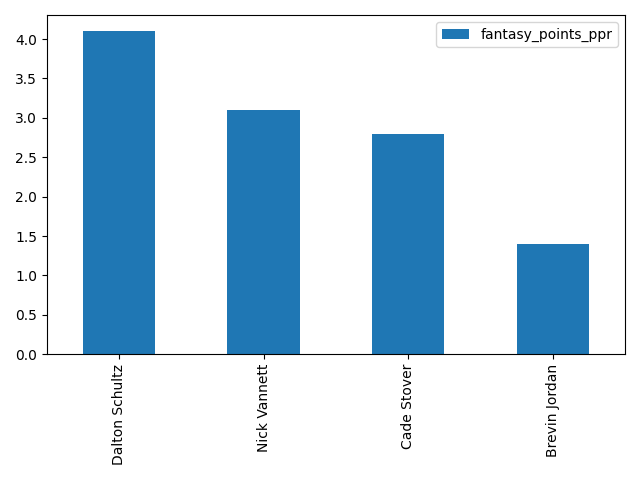 fantasy_points_ppr
4.0
3.5
3.0
2.5
2.0
1.5
1.0
0.5
0.0
Dalton Schultz
Nick Vannett
Cade Stover
Brevin Jordan